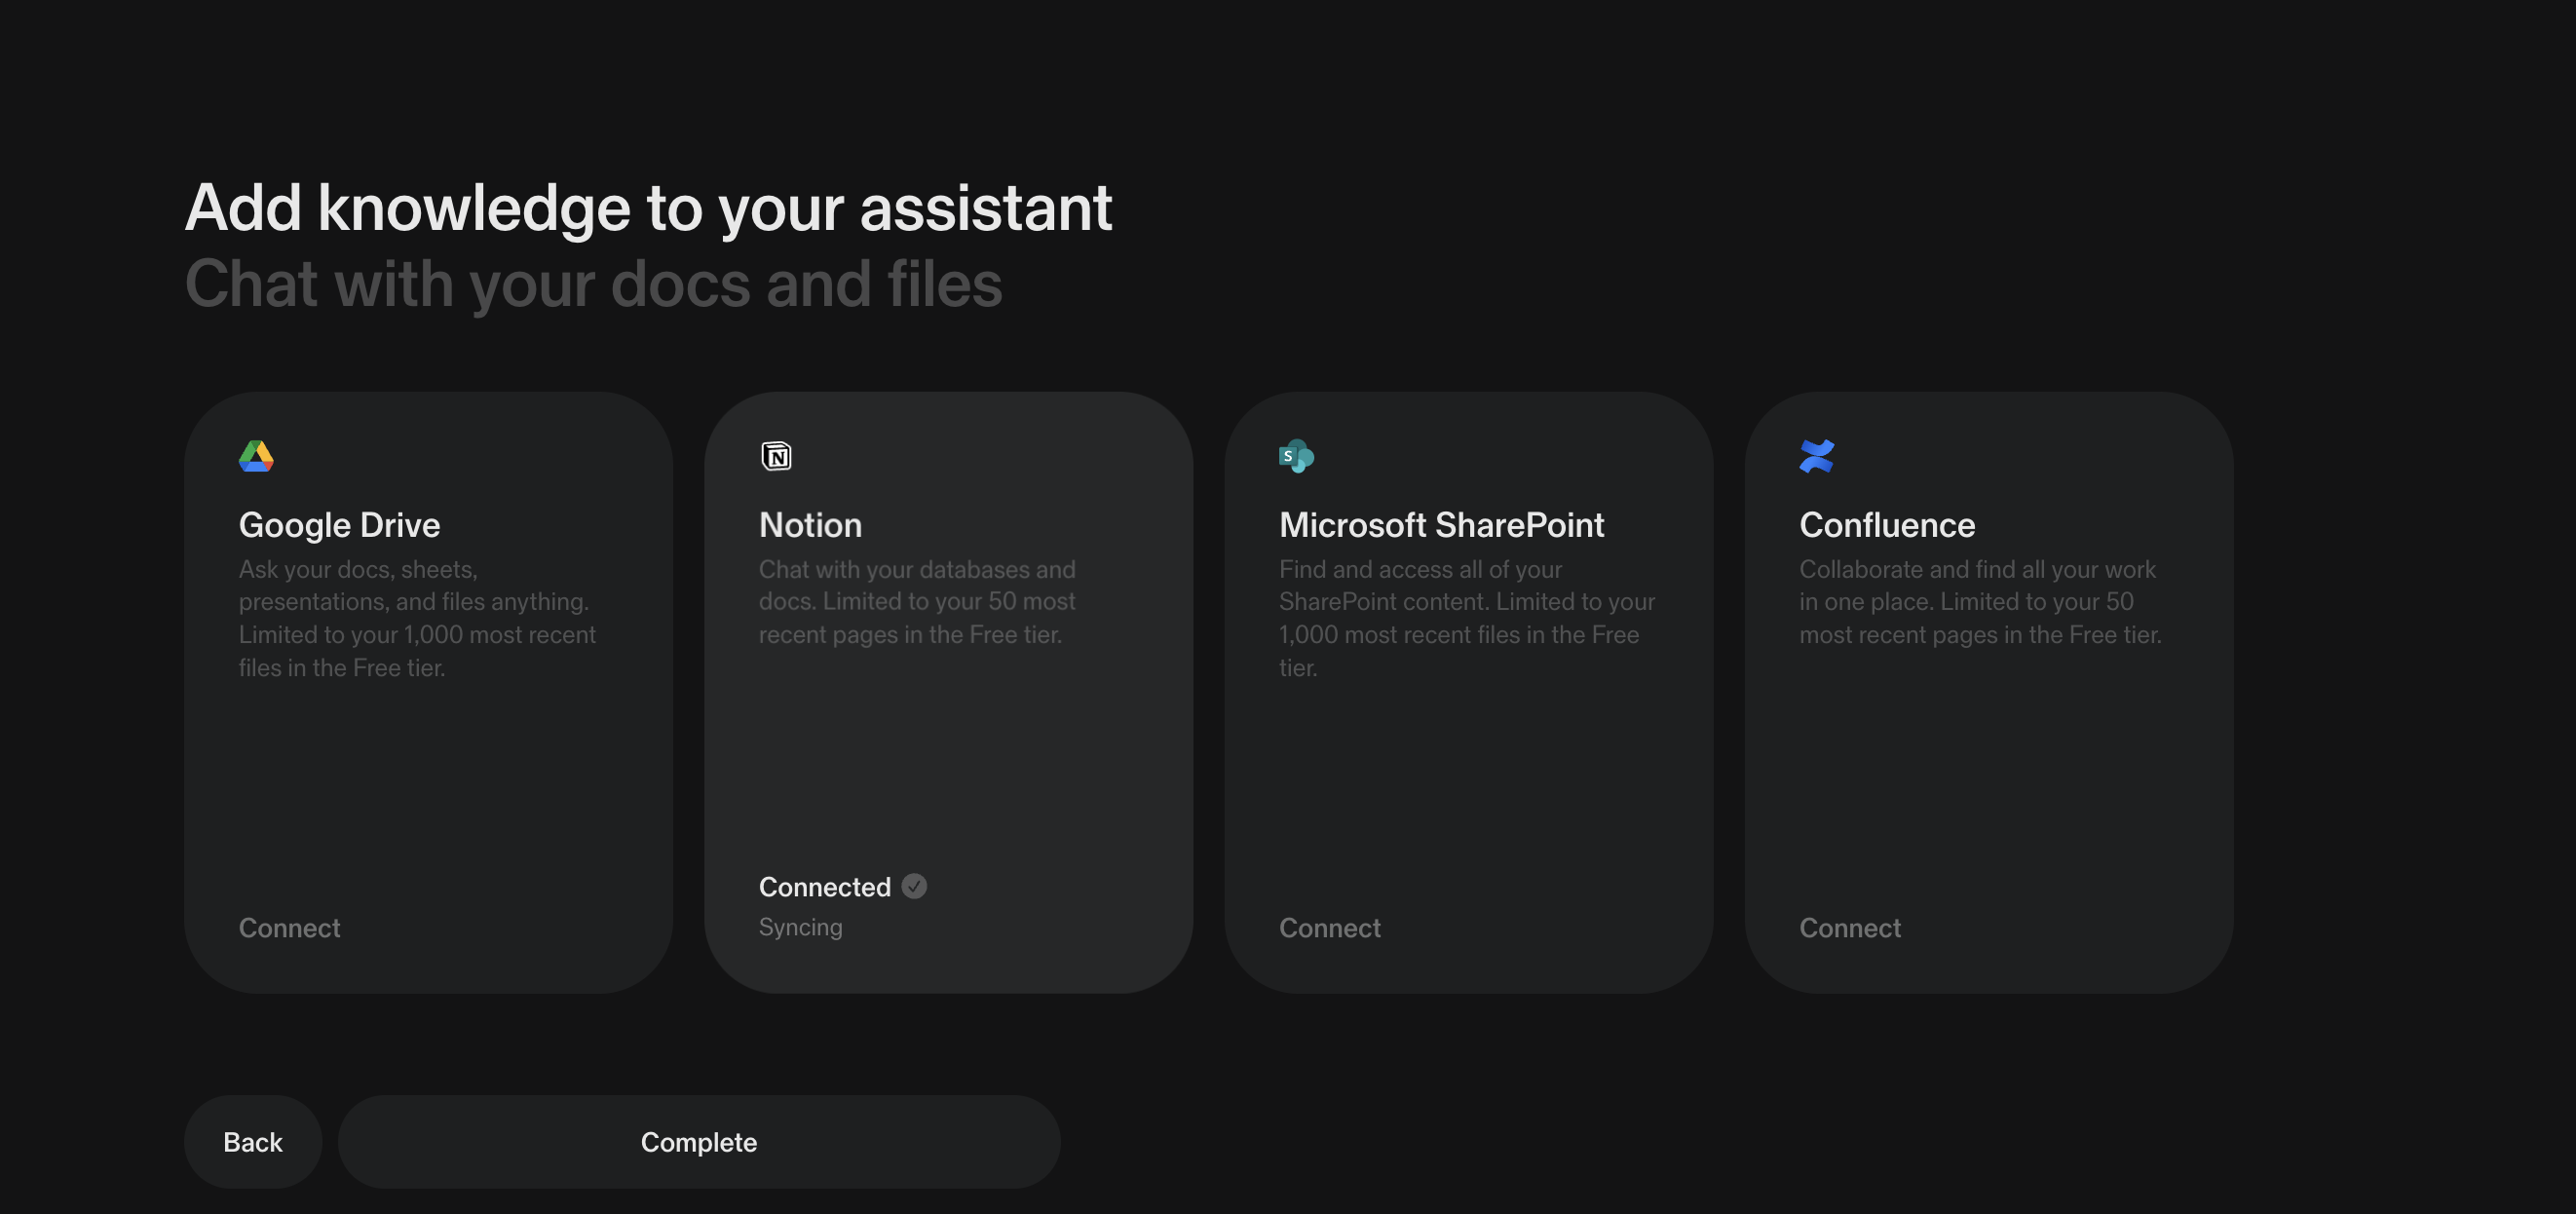 Add knowledge to your assistant
Chat with your docs and files
Google Drive
Ask your docs, sheets,
presentations, and files anything.
Limited to your 1,000 most recent
files in the Free tier.
Connect
Notion
Chat with your databases and
docs. Limited to your 50 most
recent pages in the Free tier.
Connected
Syncing
S
Microsoft SharePoint
Find and access all of your
SharePoint content. Limited to your
1,000 most recent files in the Free
tier.
Connect
Confluence
Collaborate and find all your work
in one place. Limited to your 50
most recent pages in the Free tier.
Connect
Back
Complete